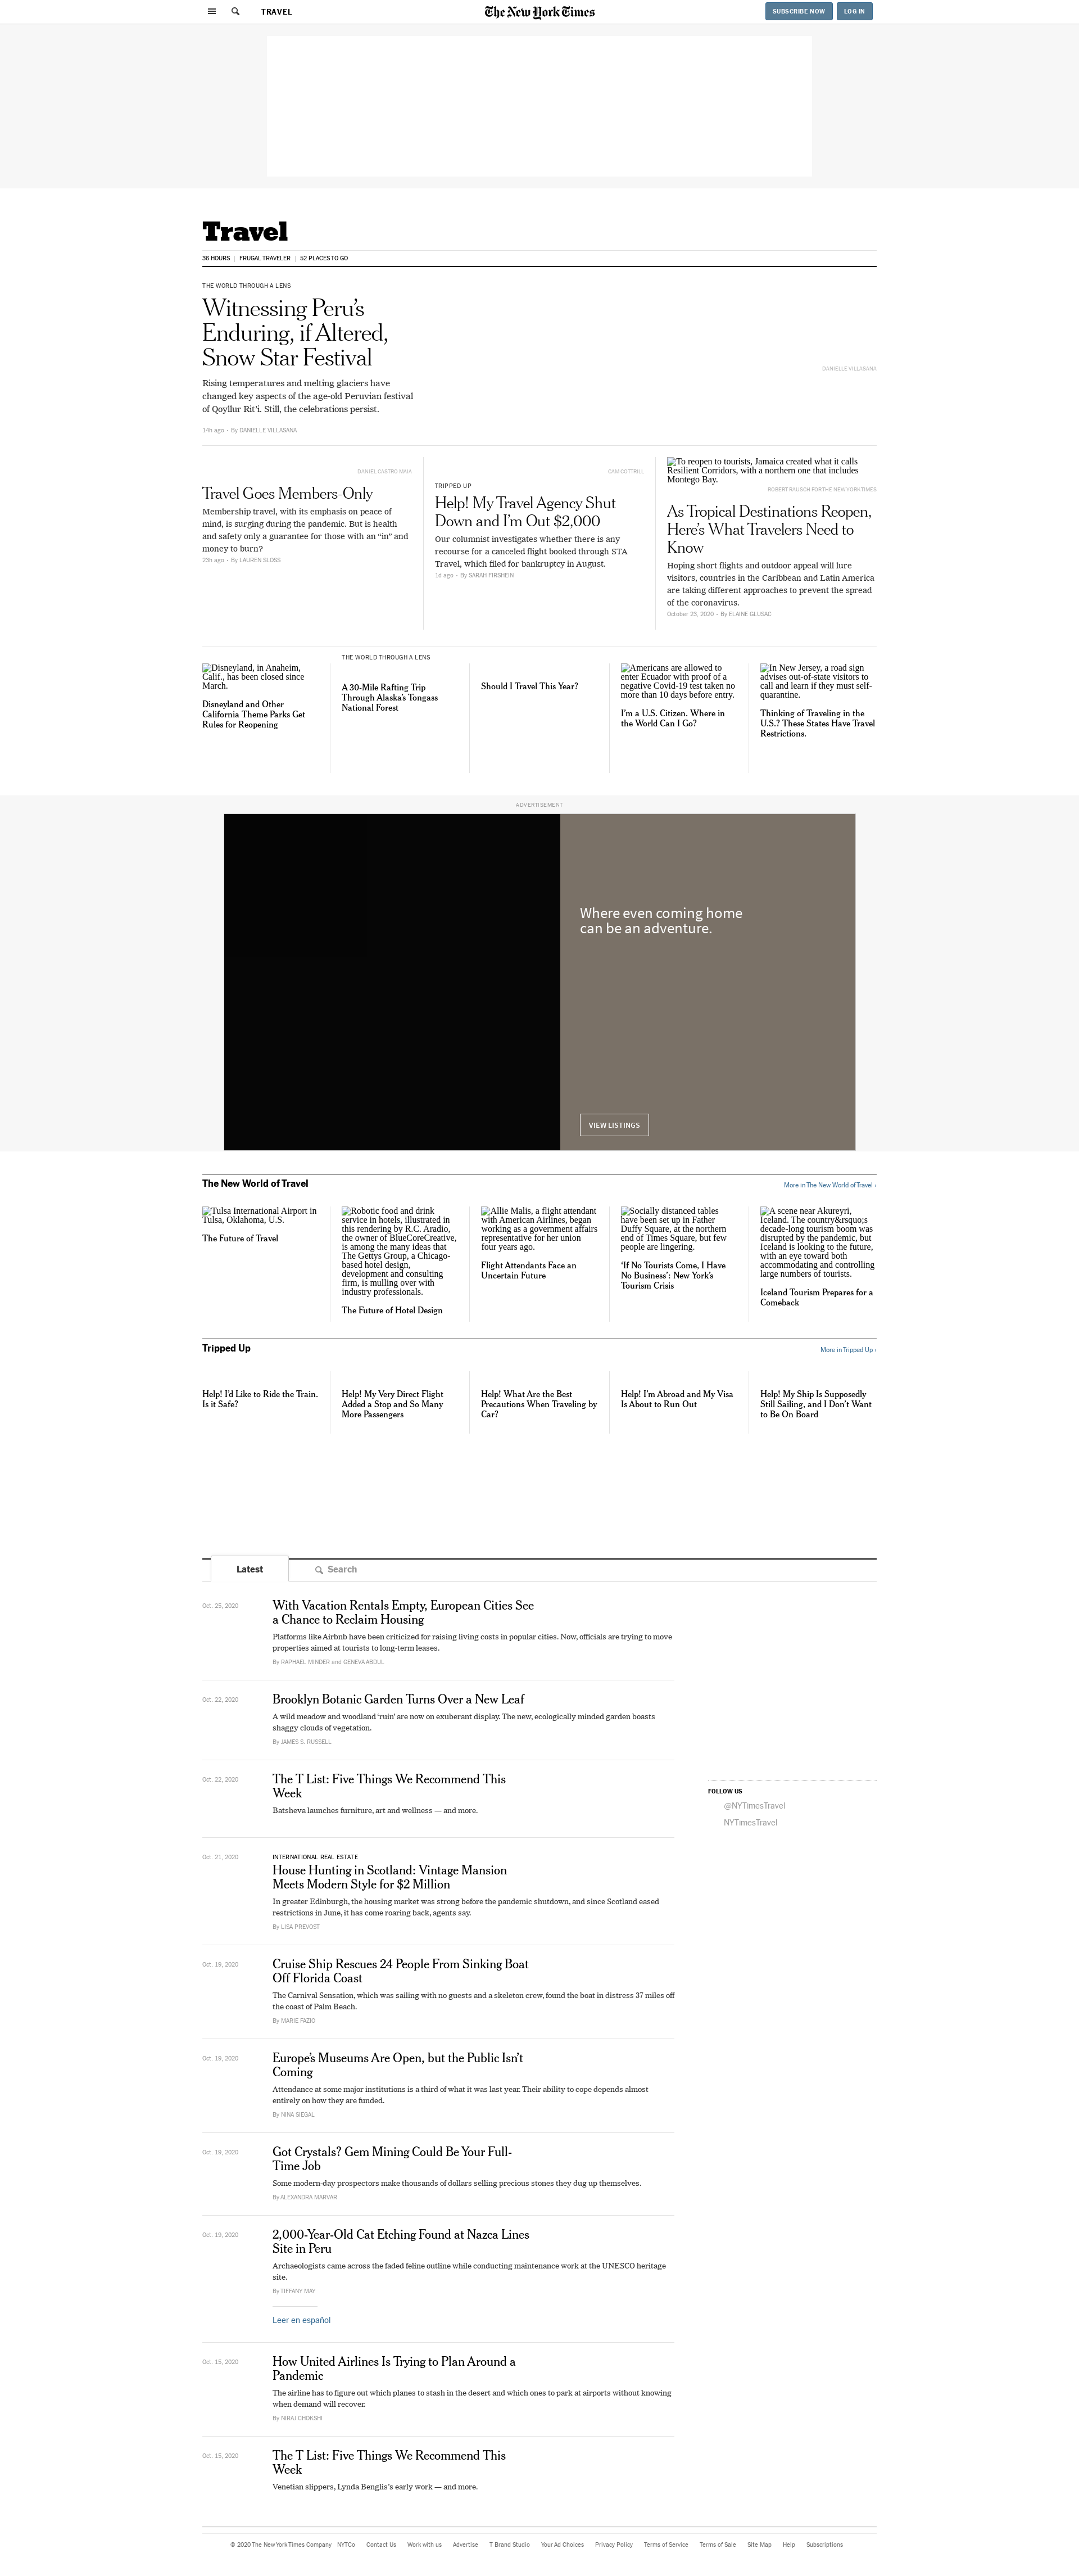 TRAVEL
The New York Times
SUBSCRIBE NOW
LOG IN
Travel
36 HOURS
FRUGAL TRAVELER
52 PLACES TO GO
THE WORLD THROUGH A LENS
Witnessing Peru's
Enduring, if Altered,
Snow Star Festival
Rising temperatures and melting glaciers have
changed key aspects of the age-old Peruvian festival
of Qoyllur Rit'i. Still, the celebrations persist.
14h ago • By DANIELLE VILLASANA
DANIELLE VILLASANA
DANIEL CASTRO MAIA
Travel Goes Members-Only
Membership travel, with its emphasis on peace of
mind, is surging during the pandemic. But is health
and safety only a guarantee for those with an “in” and
money to burn?
23h ago • By LAUREN SLOSS
CAM COTTRILL
TRIPPED UP
Help! My Travel Agency Shut
Down and I'm Out $2,000
Our columnist investigates whether there is any
recourse for a canceled flight booked through STA
Travel, which filed for bankruptcy in August.
1d ago • By SARAH FIRSHEIN
To reopen to tourists, Jamaica created what it calls
Resilient Corridors, with a northern one that includes
Montego Bay.
ROBERT RAUSCH FOR THE NEW YORK TIMES
As Tropical Destinations Reopen,
Here's What Travelers Need to
Know
Hoping short flights and outdoor appeal will lure
visitors, countries in the Caribbean and Latin America
are taking different approaches to prevent the spread
of the coronavirus.
October 23, 2020 • By ELAINE GLUSAC
Disneyland, in Anaheim,
Calif., has been closed since
March.
Disneyland and Other
California Theme Parks Get
Rules for Reopening
THE WORLD THROUGH A LENS
A 30-Mile Rafting Trip
Through Alaska's Tongass
National Forest
Should I Travel This Year?
Americans are allowed to
enter Ecuador with proof of a
negative Covid-19 test taken no
more than 10 days before entry.
I'm a U.S. Citizen. Where in
the World Can I Go?
In New Jersey, a road sign
advises out-of-state visitors to
call and learn if they must self-
quarantine.
Thinking of Traveling in the
U.S.? These States Have Travel
Restrictions.
ADVERTISEMENT
Where even coming home
can be an adventure.
VIEW LISTINGS
The New World of Travel
More in The New World of Travel ›
Tulsa International Airport in
Tulsa, Oklahoma, U.S.
The Future of Travel
Robotic food and drink
service in hotels, illustrated in
this rendering by R.C. Aradio,
the owner of BlueCoreCreative,
is among the many ideas that
The Gettys Group, a Chicago-
based hotel design,
development and consulting
firm, is mulling over with
industry professionals.
The Future of Hotel Design
Allie Malis, a flight attendant
with American Airlines, began
working as a government affairs
representative for her union
four years ago.
Flight Attendants Face an
Uncertain Future
Socially distanced tables
have been set up in Father
Duffy Square, at the northern
end of Times Square, but few
people are lingering.
‘If No Tourists Come, I Have
No Business’: New York's
Tourism Crisis
A scene near Akureyri,
Iceland. The country&rsquo;s
decade-long tourism boom was
disrupted by the pandemic, but
Iceland is looking to the future,
with an eye toward both
accommodating and controlling
large numbers of tourists.
Iceland Tourism Prepares for a
Comeback
Tripped Up
More in Tripped Up ›
Help! I'd Like to Ride the Train.
Is it Safe?
Help! My Very Direct Flight
Added a Stop and So Many
More Passengers
Help! What Are the Best
Precautions When Traveling by
Car?
Help! I'm Abroad and My Visa
Is About to Run Out
Help! My Ship Is Supposedly
Still Sailing, and I Don't Want
to Be On Board
Latest
Search
Oct. 25, 2020
With Vacation Rentals Empty, European Cities See
a Chance to Reclaim Housing
Platforms like Airbnb have been criticized for raising living costs in popular cities. Now, officials are trying to move
properties aimed at tourists to long-term leases.
By RAPHAEL MINDER and GENEVA ABDUL
Oct. 22, 2020
Brooklyn Botanic Garden Turns Over a New Leaf
A wild meadow and woodland ‘ruin’ are now on exuberant display. The new, ecologically minded garden boasts
shaggy clouds of vegetation.
By JAMES S. RUSSELL
Oct. 22, 2020
The T List: Five Things We Recommend This
Week
Batsheva launches furniture, art and wellness — and more.
FOLLOW US
@NYTimesTravel
NYTimesTravel
Oct. 21, 2020
INTERNATIONAL REAL ESTATE
House Hunting in Scotland: Vintage Mansion
Meets Modern Style for $2 Million
In greater Edinburgh, the housing market was strong before the pandemic shutdown, and since Scotland eased
restrictions in June, it has come roaring back, agents say.
By LISA PREVOST
Oct. 19, 2020
Cruise Ship Rescues 24 People From Sinking Boat
Off Florida Coast
The Carnival Sensation, which was sailing with no guests and a skeleton crew, found the boat in distress 37 miles off
the coast of Palm Beach.
By MARIE FAZIO
Oct. 19, 2020
Europe's Museums Are Open, but the Public Isn't
Coming
Attendance at some major institutions is a third of what it was last year. Their ability to cope depends almost
entirely on how they are funded.
By NINA SIEGAL
Oct. 19, 2020
Got Crystals? Gem Mining Could Be Your Full-
Time Job
Some modern-day prospectors make thousands of dollars selling precious stones they dug up themselves.
By ALEXANDRA MARVAR
Oct. 19, 2020
2,000-Year-Old Cat Etching Found at Nazca Lines
Site in Peru
Archaeologists came across the faded feline outline while conducting maintenance work at the UNESCO heritage
site.
By TIFFANY MAY
Leer en español
Oct. 15, 2020
How United Airlines Is Trying to Plan Around a
Pandemic
The airline has to figure out which planes to stash in the desert and which ones to park at airports without knowing
when demand will recover.
By NIRAJ CHOKSHI
Oct. 15, 2020
The T List: Five Things We Recommend This
Week
Venetian slippers, Lynda Benglis's early work — and more.
© 2020 The New York Times Company NYTCo Contact Us Work with us Advertise T Brand Studio Your Ad Choices Privacy Policy Terms of Service Terms of Sale Site Map Help Subscriptions